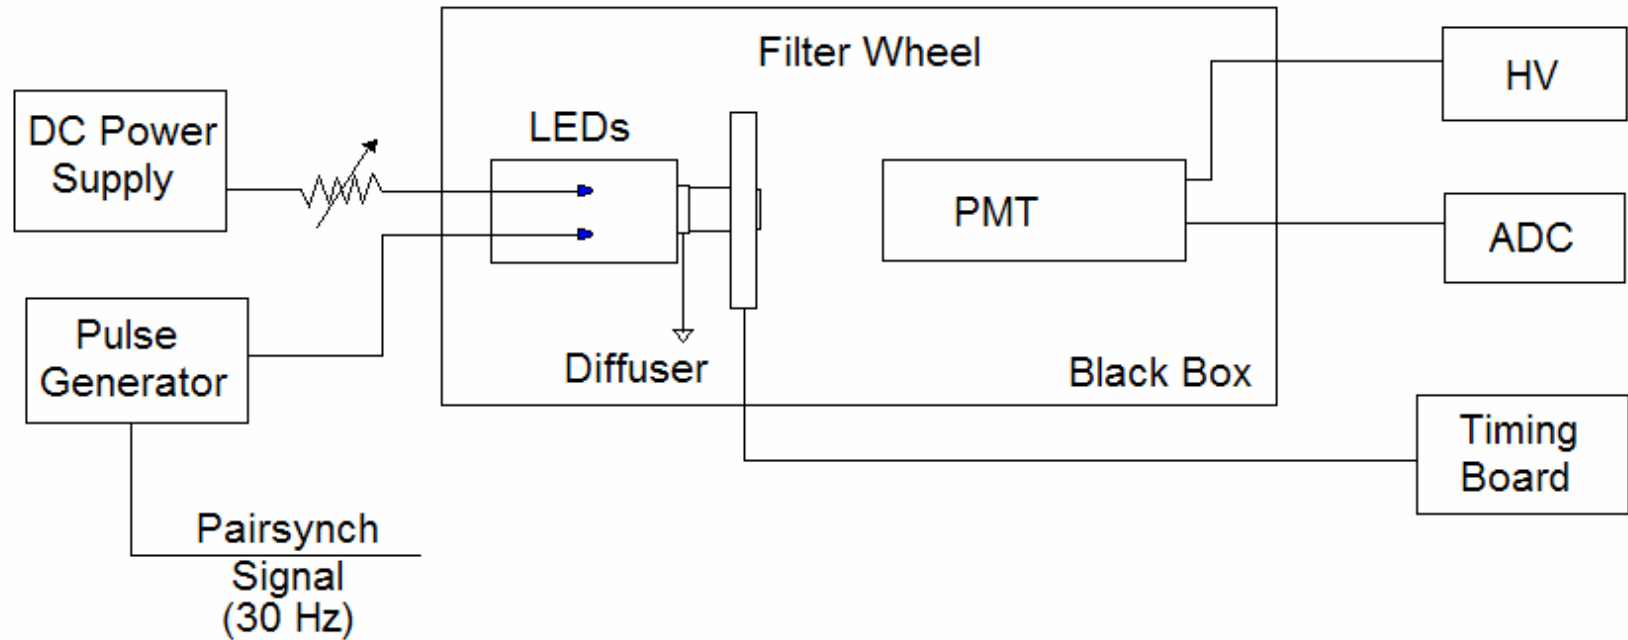 DC Power
Supply
Pulse
Generator
Pairsynch
Signal
(30 Hz)
Filter Wheel
LEDs
Diffuser
PMT
Black Box
HV
ADC
Timing
Board